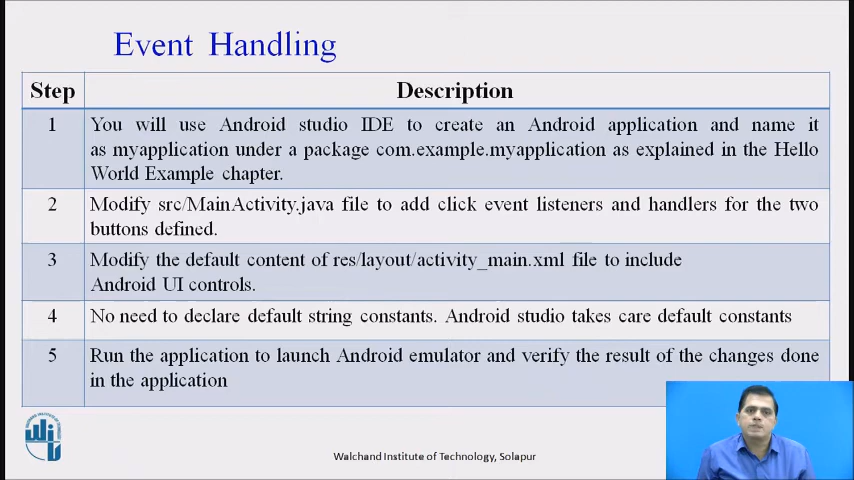 Event Handling
Step Description
1 You will use Android studio IDE to create an Android application and name it
as myapplication under a package com.example.myapplication as explained in the Hello
World Example chapter.
2 Modify src/MainActivity.java file to add click event listeners and handlers for the two
buttons defined.
3 Modify the default content of res/layout/activity_main.xml file to include
Android UI controls.
4 No need to declare default string constants. Android studio takes care default constants
5 Run the application to launch Android emulator and verify the result of the changes done
in the application
Walchand Institute of Technology, Solapur